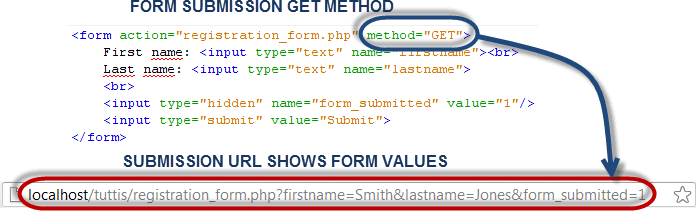 FORM SUBMISSION GET METHOD
<form action="registration_form.php" method="GET">
First name: <input type="text" name="firstname"><br>
Last name: <input type="text" name="lastname">
<br>
<input type="hidden" name="form_submitted" value="1"/>
<input type="submit" value="Submit">
</form>
SUBMISSION URL SHOWS FORM VALUES
localhost/tuttis/registration_form.php?firstname=Smith&lastname=Jones&form_submitted=1